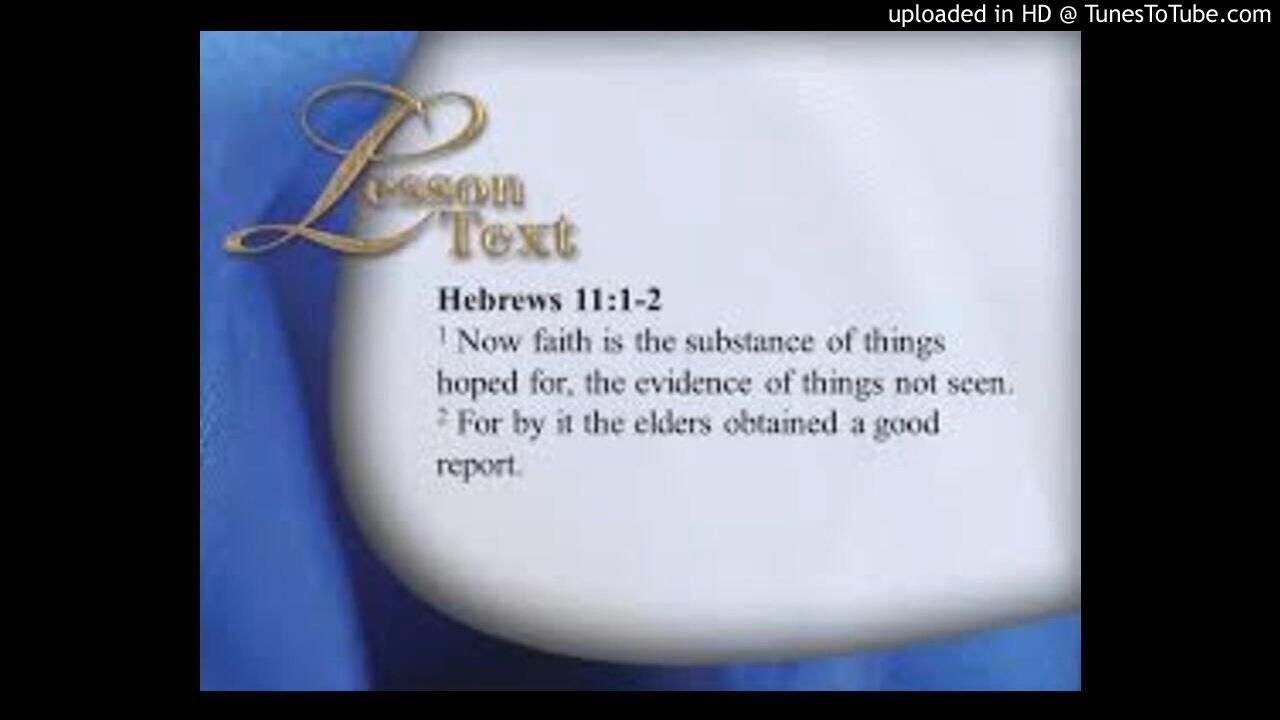 uploaded in HD @ TunesToTube.com
Lesson
Text
Hebrews 11:1-2
1 Now faith is the substance of things
hoped for, the evidence of things not seen.
2 For by it the elders obtained a good
report.